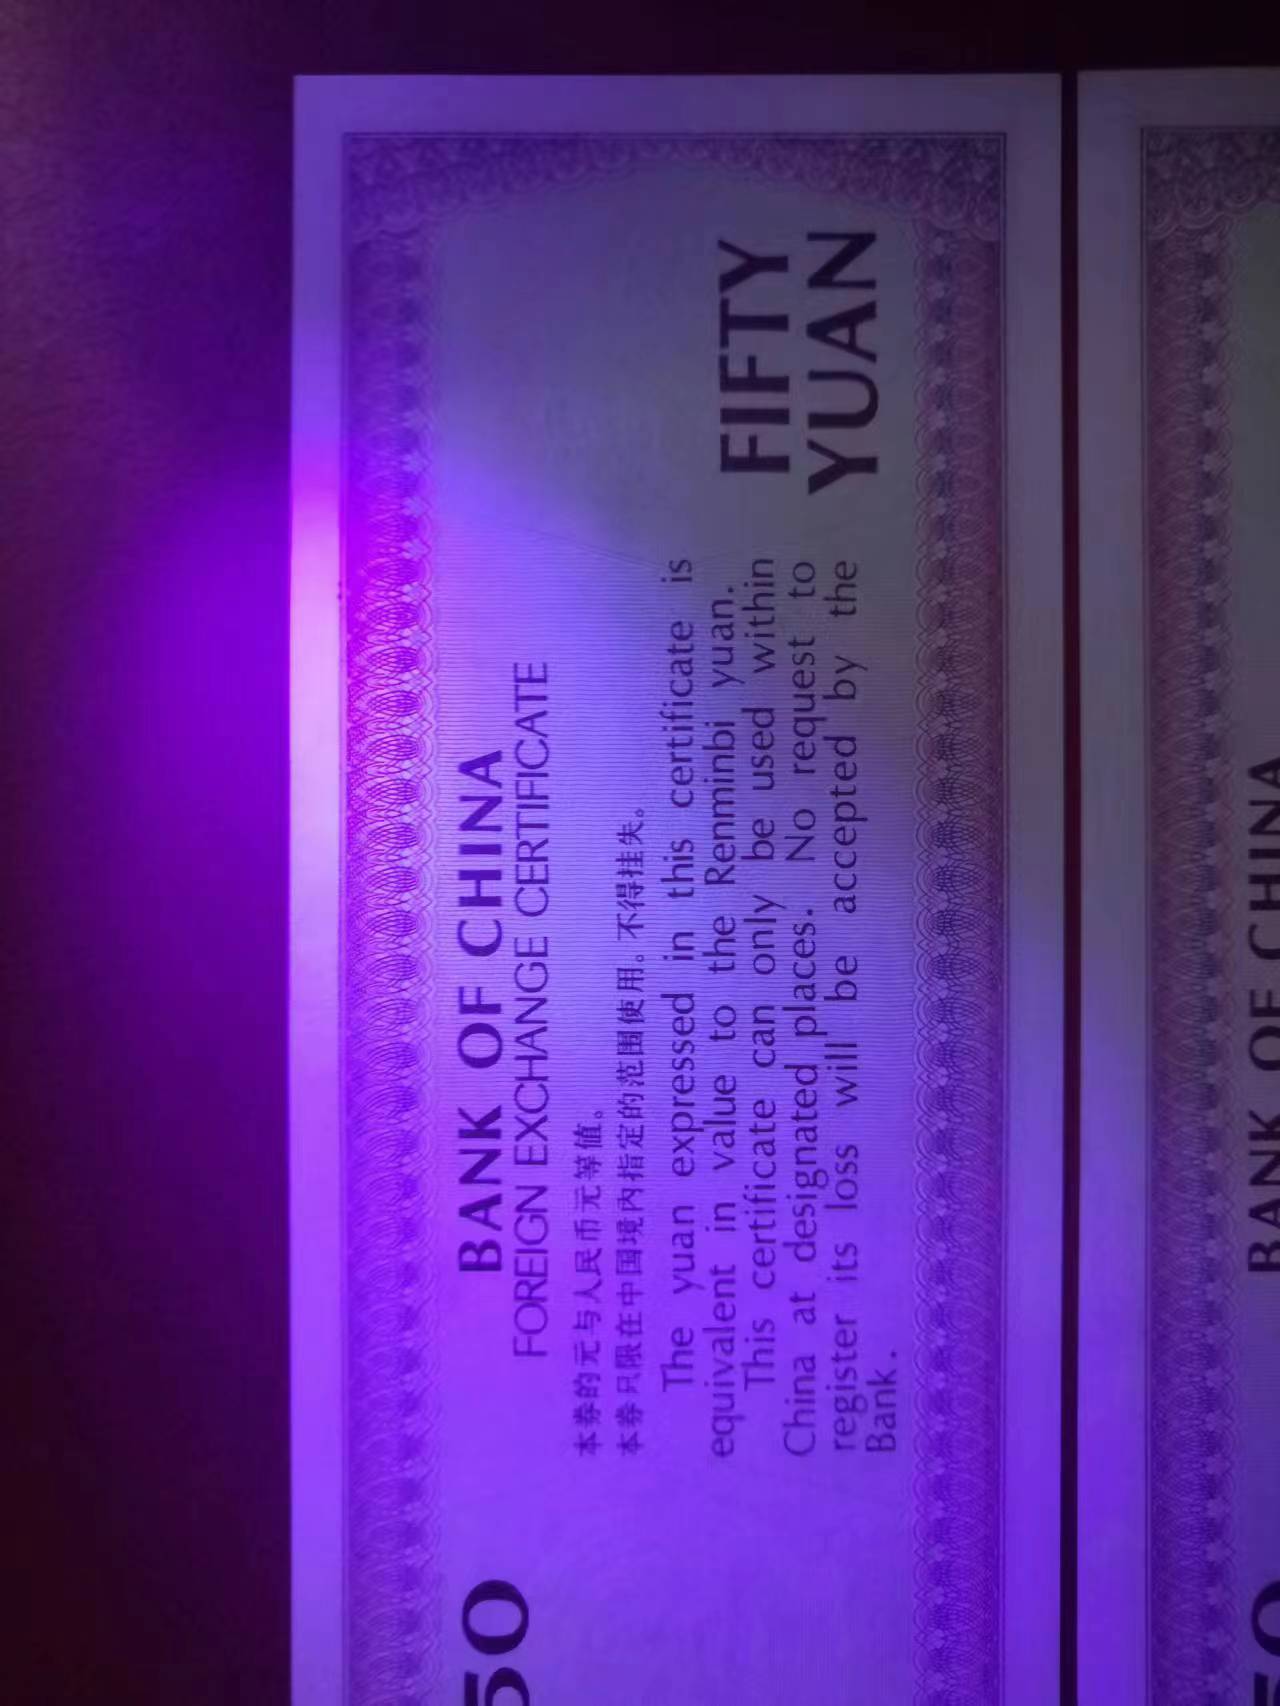 BANK OF CHINA
FOREIGN EXCHANGE CERTIFICATE
本券的元与人民币元等值。
本券只限在中国境内指定的范围使用。不得挂失。
The yuan expressed in this certificate is
equivalent in value to the Renminbi yuan.
This certificate can only be used within
China at designated places. No request to
register its loss will be accepted by the
Bank.
FIFTY
YUAN
50
BANK OF CHINA
50